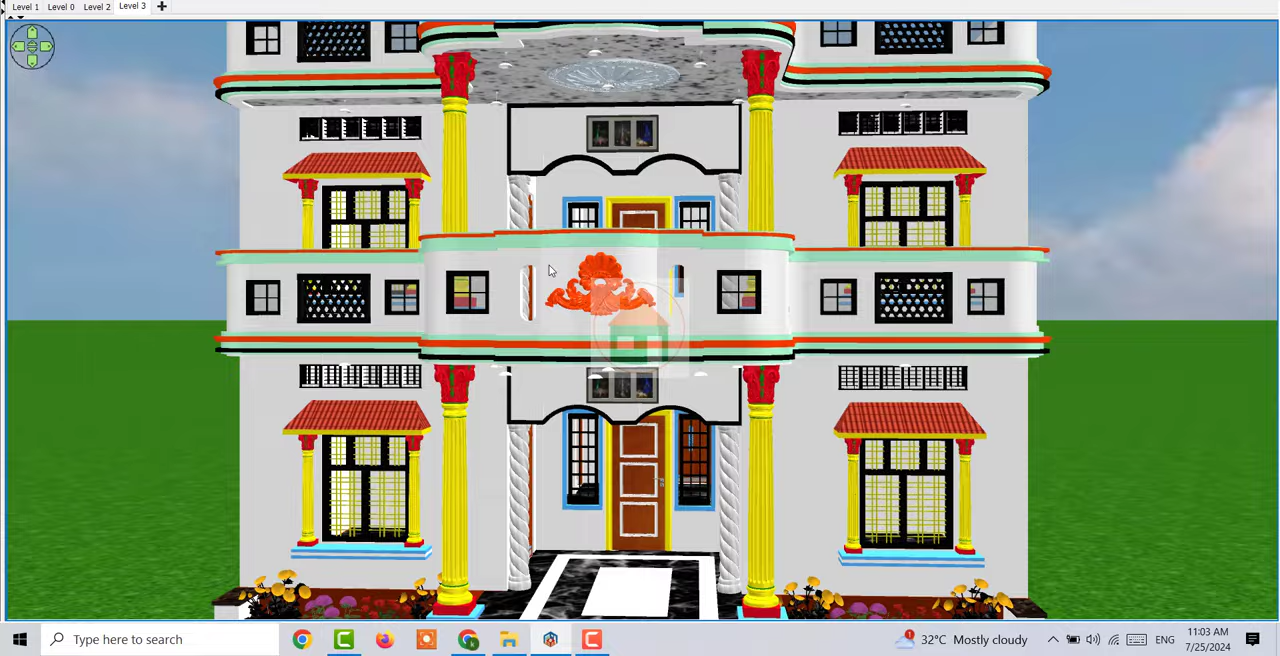 Level 1 Level 0 Level 2 Level 3
Type here to search
32°C Mostly cloudy
ENG
11:03 AM
7/25/2024